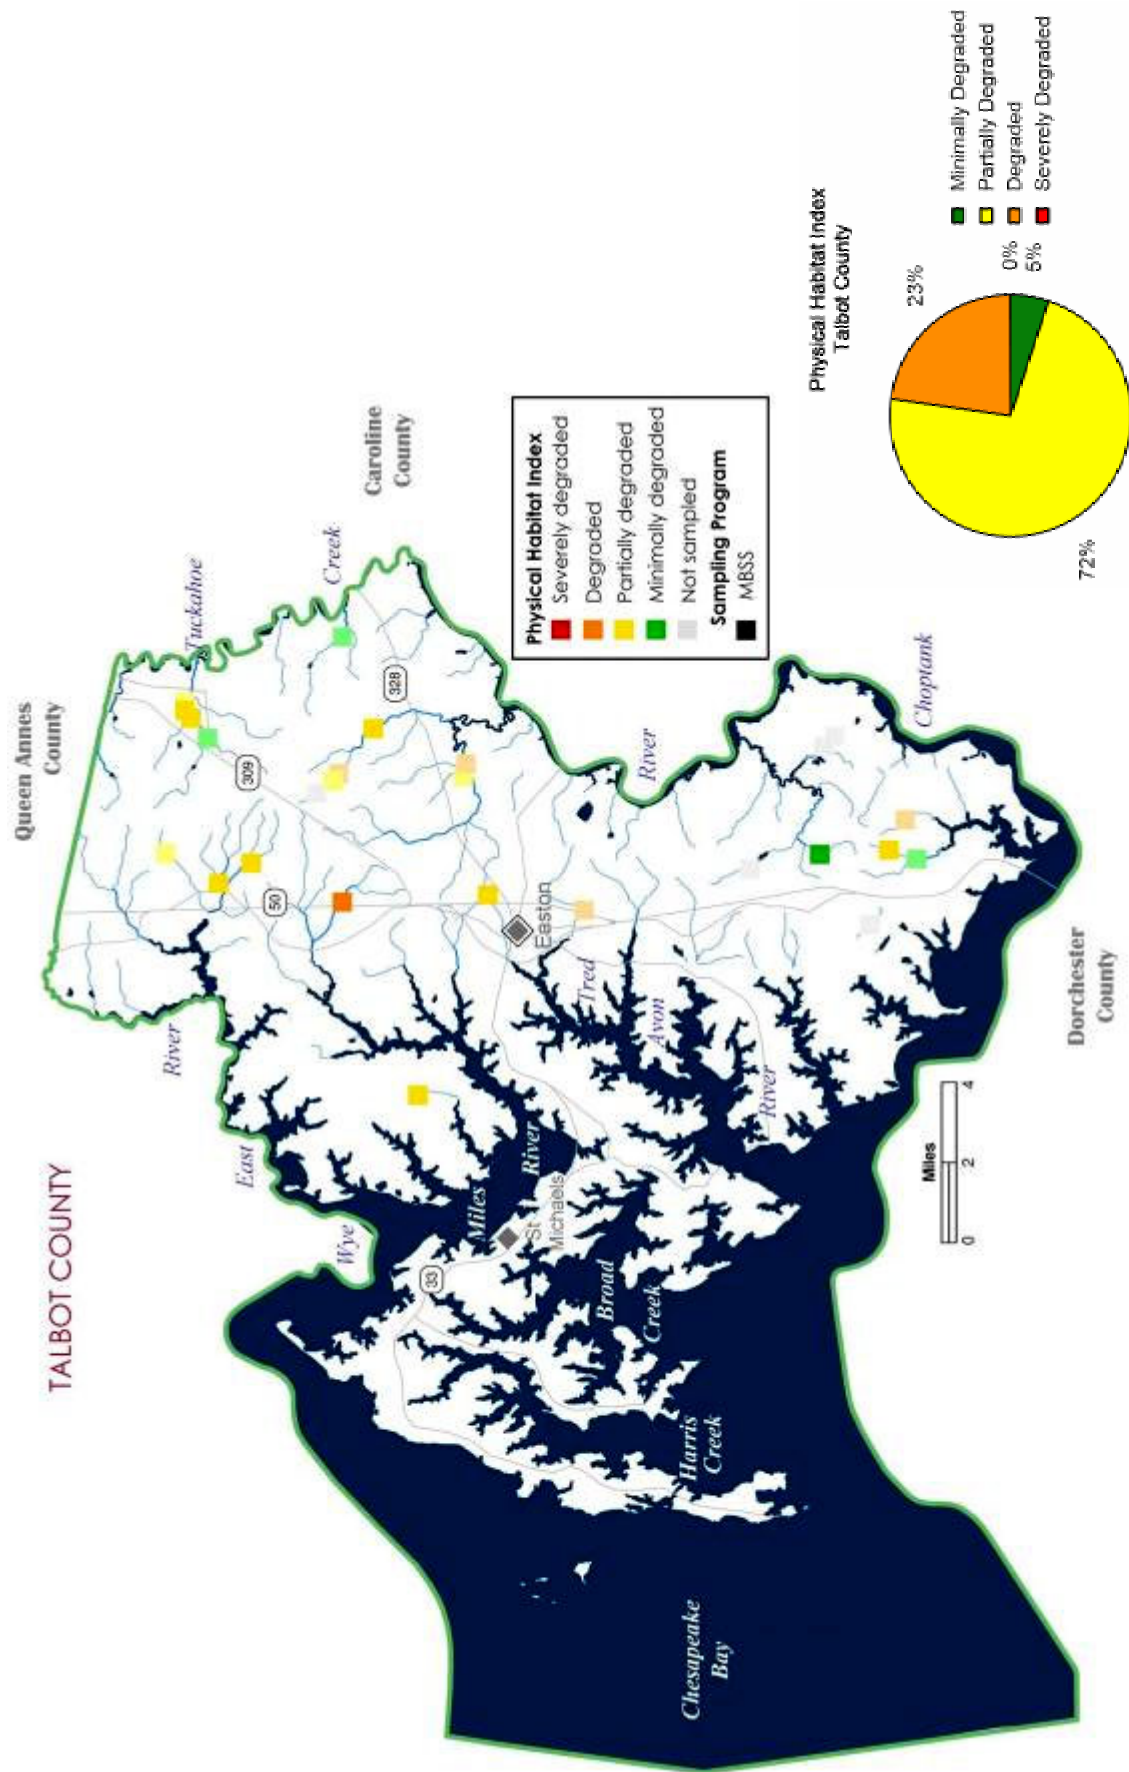 TALBOT COUNTY
Queen Annes
County
Caroline
County
Dorchester
County
Tuckahoe
Creek
River
East
Wye
Miles
River
Broad
Creek
Harris
Creek
Chesapeake
Bay
Tred
Avon
River
River
Choptank
St
Michaels
Easton
33
50
309
328
Miles
0
2
4
Physical Habitat Index
Severely degraded
Degraded
Partially degraded
Minimally degraded
Not sampled
Sampling Program
MBSS
Physical Habitat Index
Talbot County
23%
0%
5%
72%
Minimally Degraded
Partially Degraded
Degraded
Severely Degraded